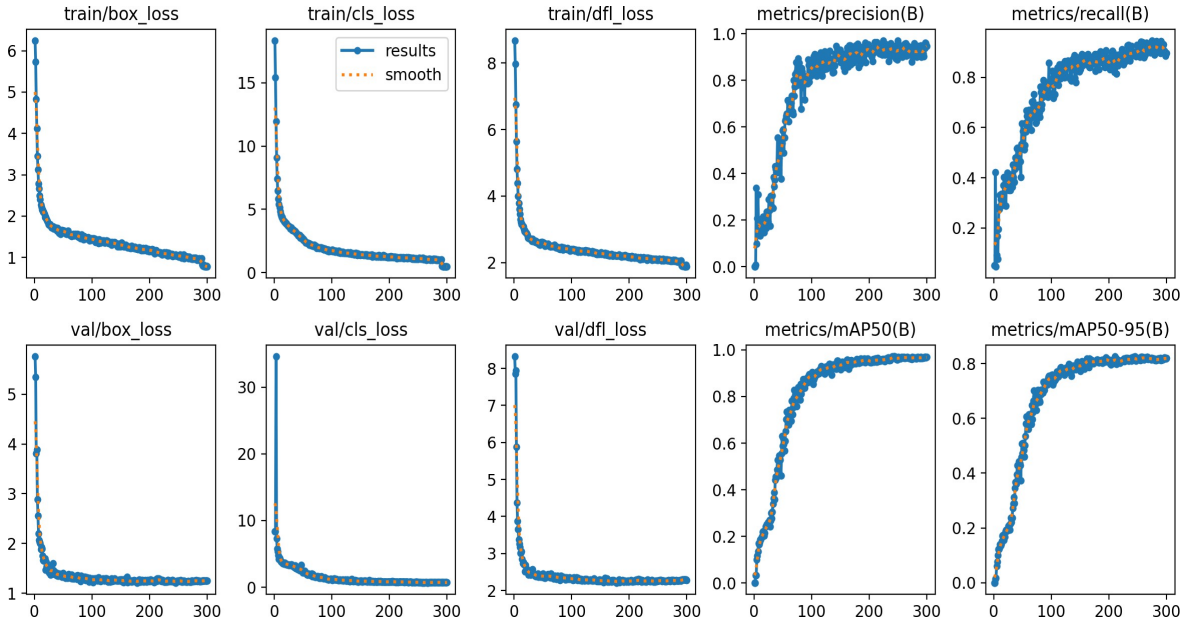 train/box_loss
train/cls_loss
train/dfl_loss
metrics/precision(B)
metrics/recall(B)
6
5
4
3
2
1
0 100 200 300
15
10
5
0
results
smooth
0 100 200 300
8
6
4
2
0 100 200 300
1.0
0.8
0.6
0.4
0.2
0.0
0 100 200 300
0.8
0.6
0.4
0.2
0 100 200 300
val/box_loss
val/cls_loss
val/dfl_loss
metrics/mAP50(B)
metrics/mAP50-95(B)
5
4
3
2
1
0 100 200 300
30
20
10
0
0 100 200 300
8
7
6
5
4
3
2
0 100 200 300
1.0
0.8
0.6
0.4
0.2
0.0
0 100 200 300
0.8
0.6
0.4
0.2
0.0
0 100 200 300